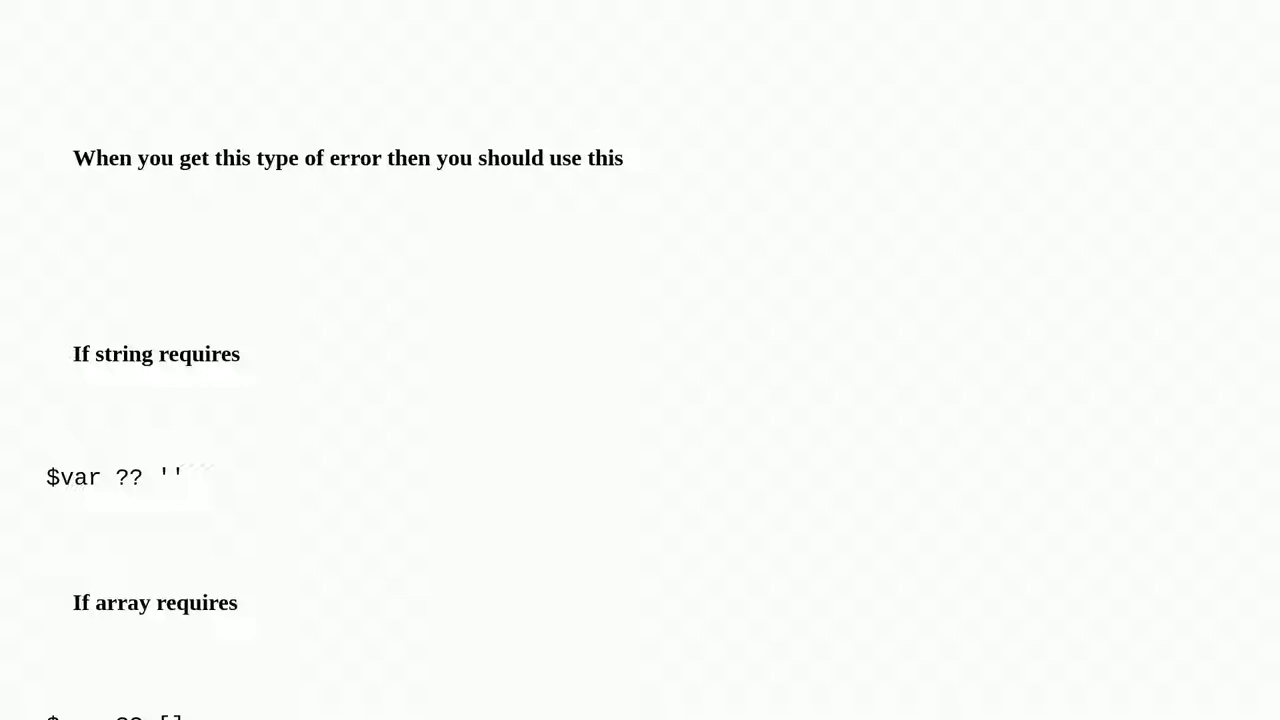 When you get this type of error then you should use this
If string requires
$var ?? ''
If array requires